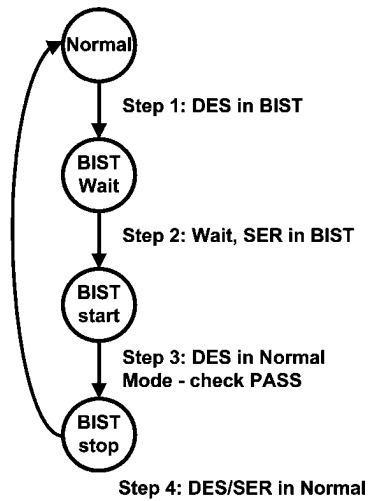 Normal
Step 1: DES in BIST
BIST
Wait
Step 2: Wait, SER in BIST
BIST
start
Step 3: DES in Normal
Mode - check PASS
BIST
stop
Step 4: DES/SER in Normal